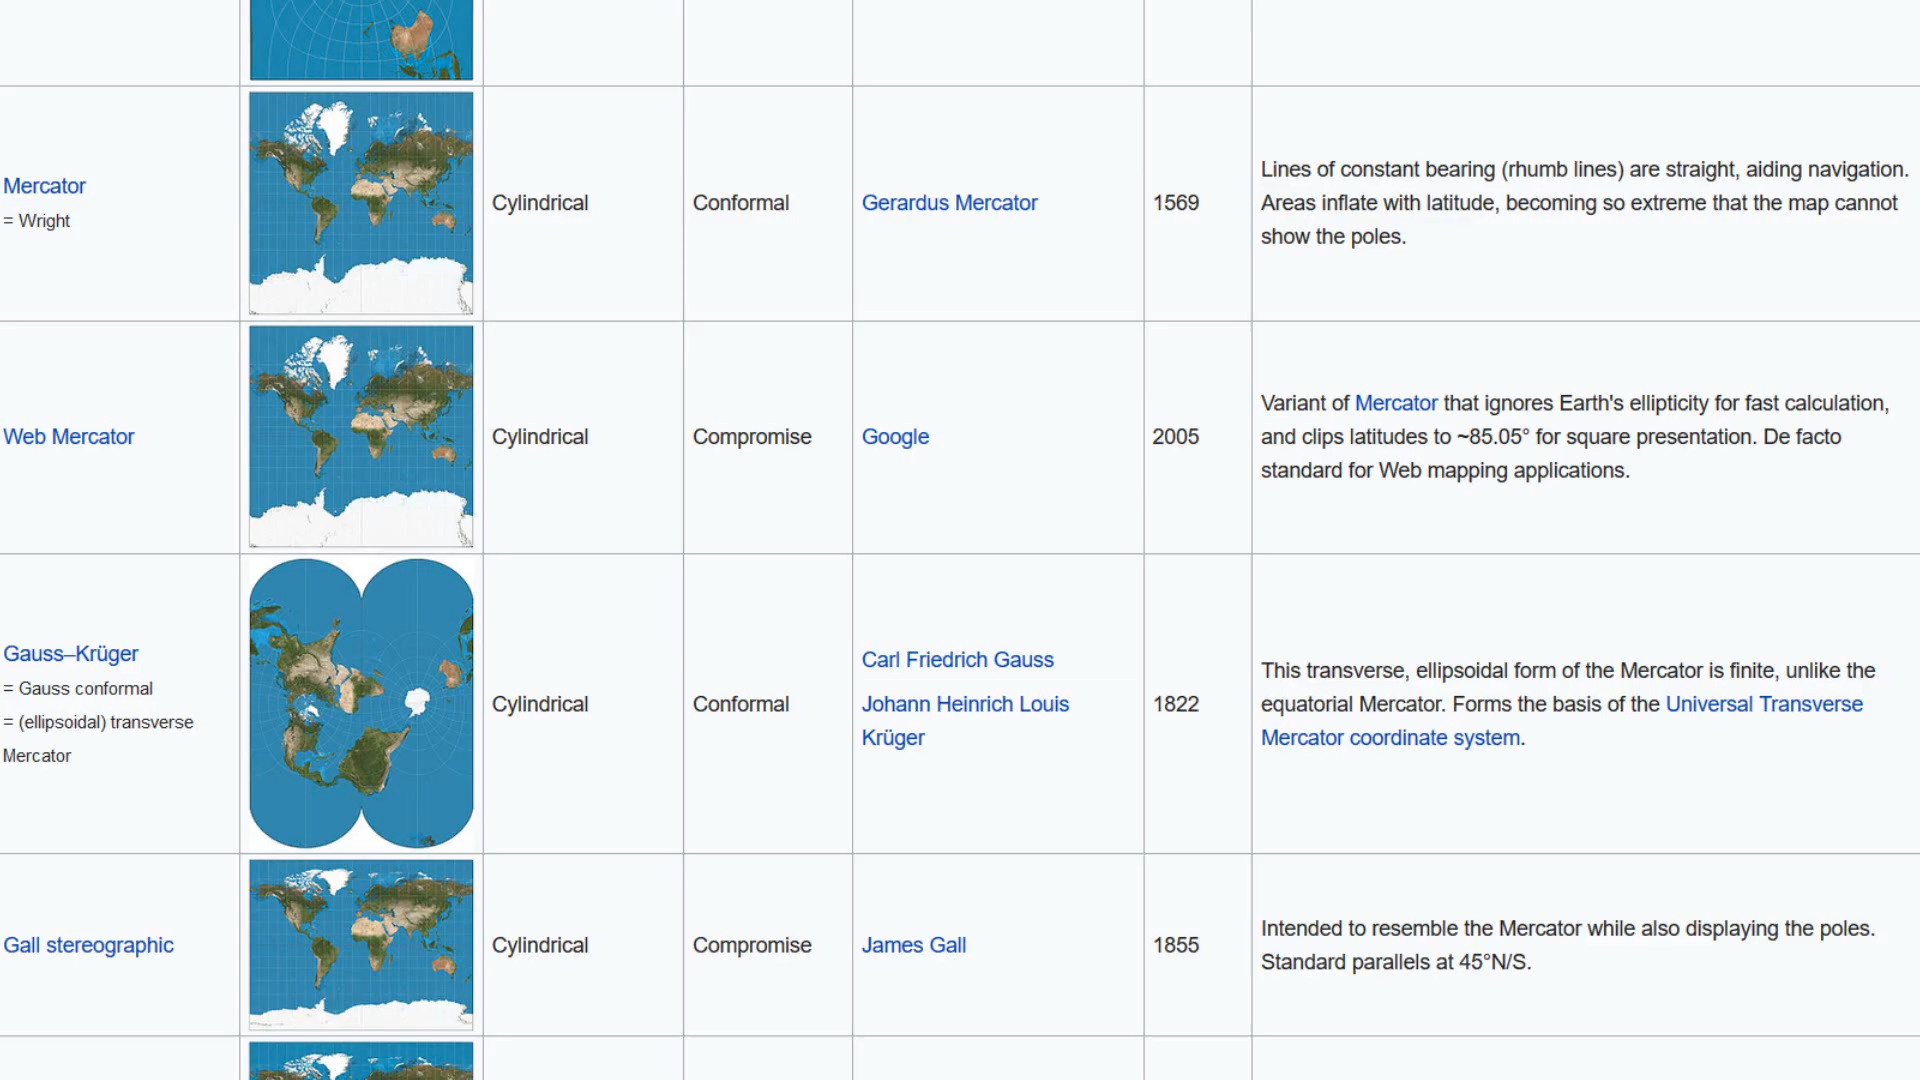 Mercator
= Wright
Cylindrical
Conformal
Gerardus Mercator
1569
Lines of constant bearing (rhumb lines) are straight, aiding navigation.
Areas inflate with latitude, becoming so extreme that the map cannot
show the poles.
Web Mercator
Cylindrical
Compromise
Google
2005
Variant of Mercator that ignores Earth's ellipticity for fast calculation,
and clips latitudes to ~85.05° for square presentation. De facto
standard for Web mapping applications.
Gauss–Krüger
= Gauss conformal
= (ellipsoidal) transverse
Mercator
Cylindrical
Conformal
Carl Friedrich Gauss
Johann Heinrich Louis
Krüger
1822
This transverse, ellipsoidal form of the Mercator is finite, unlike the
equatorial Mercator. Forms the basis of the Universal Transverse
Mercator coordinate system.
Gall stereographic
Cylindrical
Compromise
James Gall
1855
Intended to resemble the Mercator while also displaying the poles.
Standard parallels at 45°N/S.